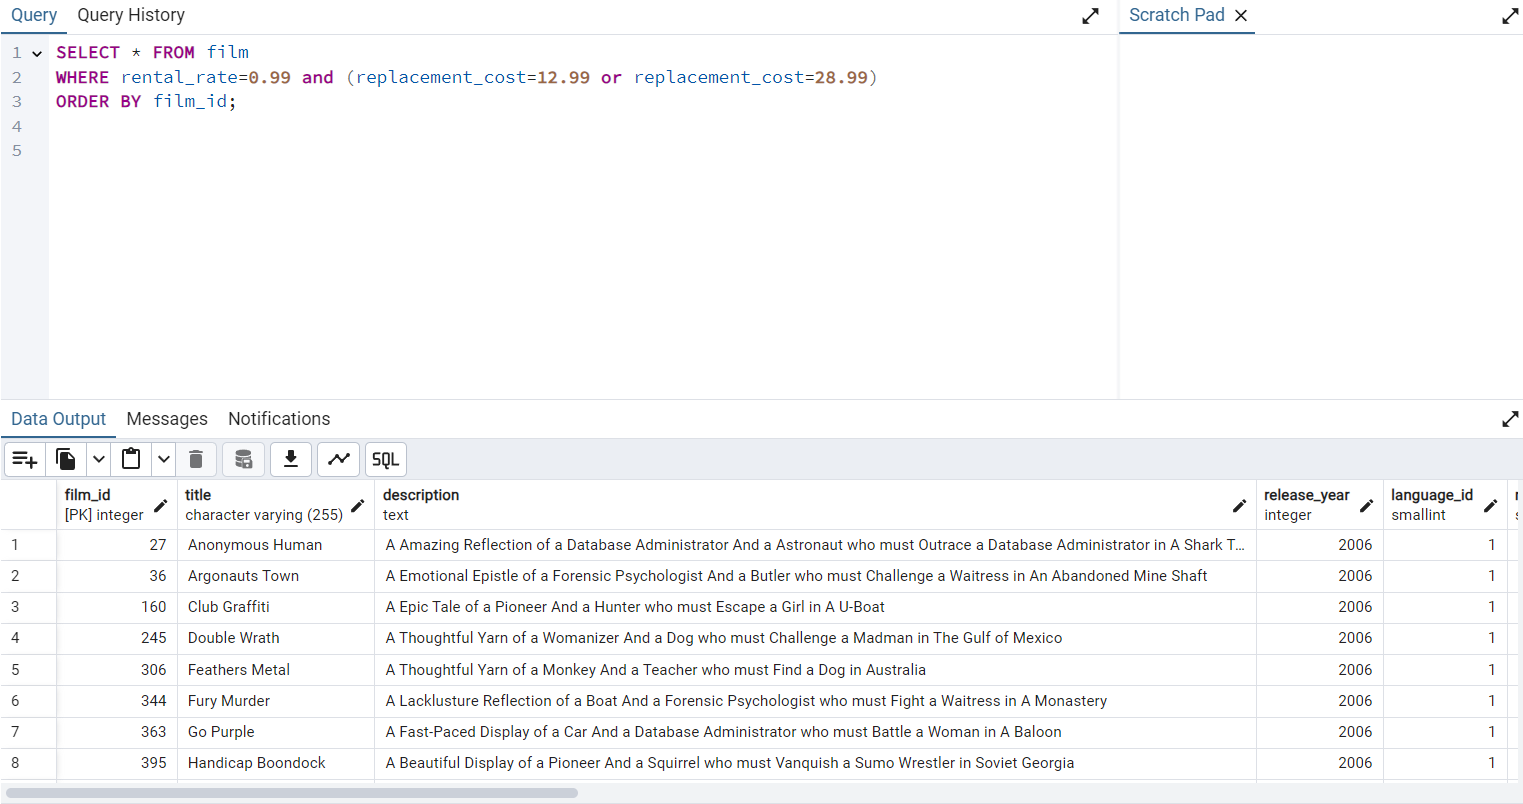 Query Query History Scratch Pad
1 SELECT * FROM film
2 WHERE rental_rate=0.99 and (replacement_cost=12.99 or replacement_cost=28.99)
3 ORDER BY film_id;
4
5
Data Output Messages Notifications
SQL
film_id title description release_year language_id
[PK] integer character varying (255) text integer smallint
1 27 Anonymous Human A Amazing Reflection of a Database Administrator And a Astronaut who must Outrace a Database Administrator in A Shark T...  2006 1
2 36 Argonauts Town A Emotional Epistle of a Forensic Psychologist And a Butler who must Challenge a Waitress in An Abandoned Mine Shaft 2006 1
3 160 Club Graffiti A Epic Tale of a Pioneer And a Hunter who must Escape a Girl in A U-Boat 2006 1
4 245 Double Wrath A Thoughtful Yarn of a Womanizer And a Dog who must Challenge a Madman in The Gulf of Mexico 2006 1
5 306 Feathers Metal A Thoughtful Yarn of a Monkey And a Teacher who must Find a Dog in Australia 2006 1
6 344 Fury Murder A Lacklusture Reflection of a Boat And a Forensic Psychologist who must Fight a Waitress in A Monastery 2006 1
7 363 Go Purple A Fast-Paced Display of a Car And a Database Administrator who must Battle a Woman in A Baloon 2006 1
8 395 Handicap Boondock A Beautiful Display of a Pioneer And a Squirrel who must Vanquish a Sumo Wrestler in Soviet Georgia 2006 1